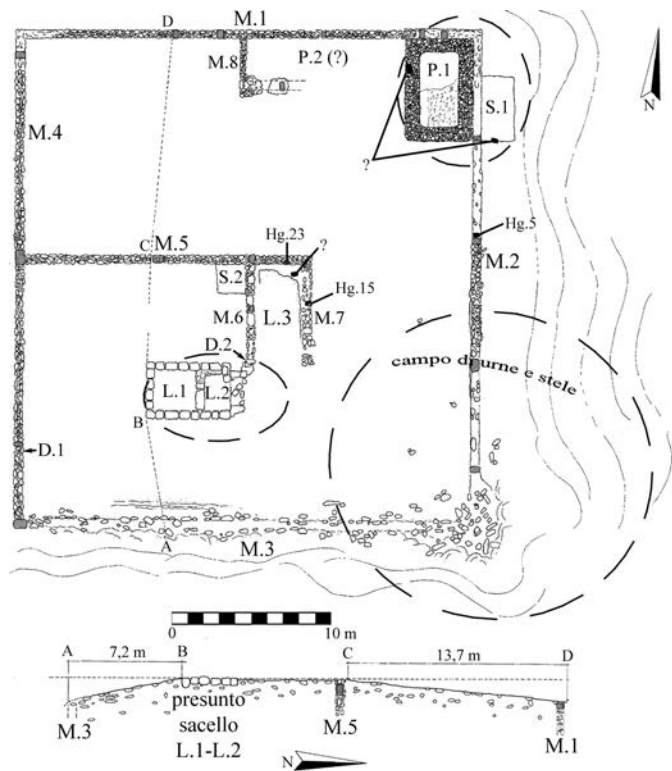 D
M.1
N
M.8
P.2 (?)
P.1
S.1
M.4
?
Hg.5
M.2
C
M.5
Hg.23
?
S.2
Hg.15
M.6
L.3
M.7
D.2
campo di urne e stele
L.1
L.2
B
D.1
A
M.3
0
10 m
A
7,2 m
B
C
13,7 m
D
presunto
sacello
L.1-L.2
M.3
M.5
M.1
N